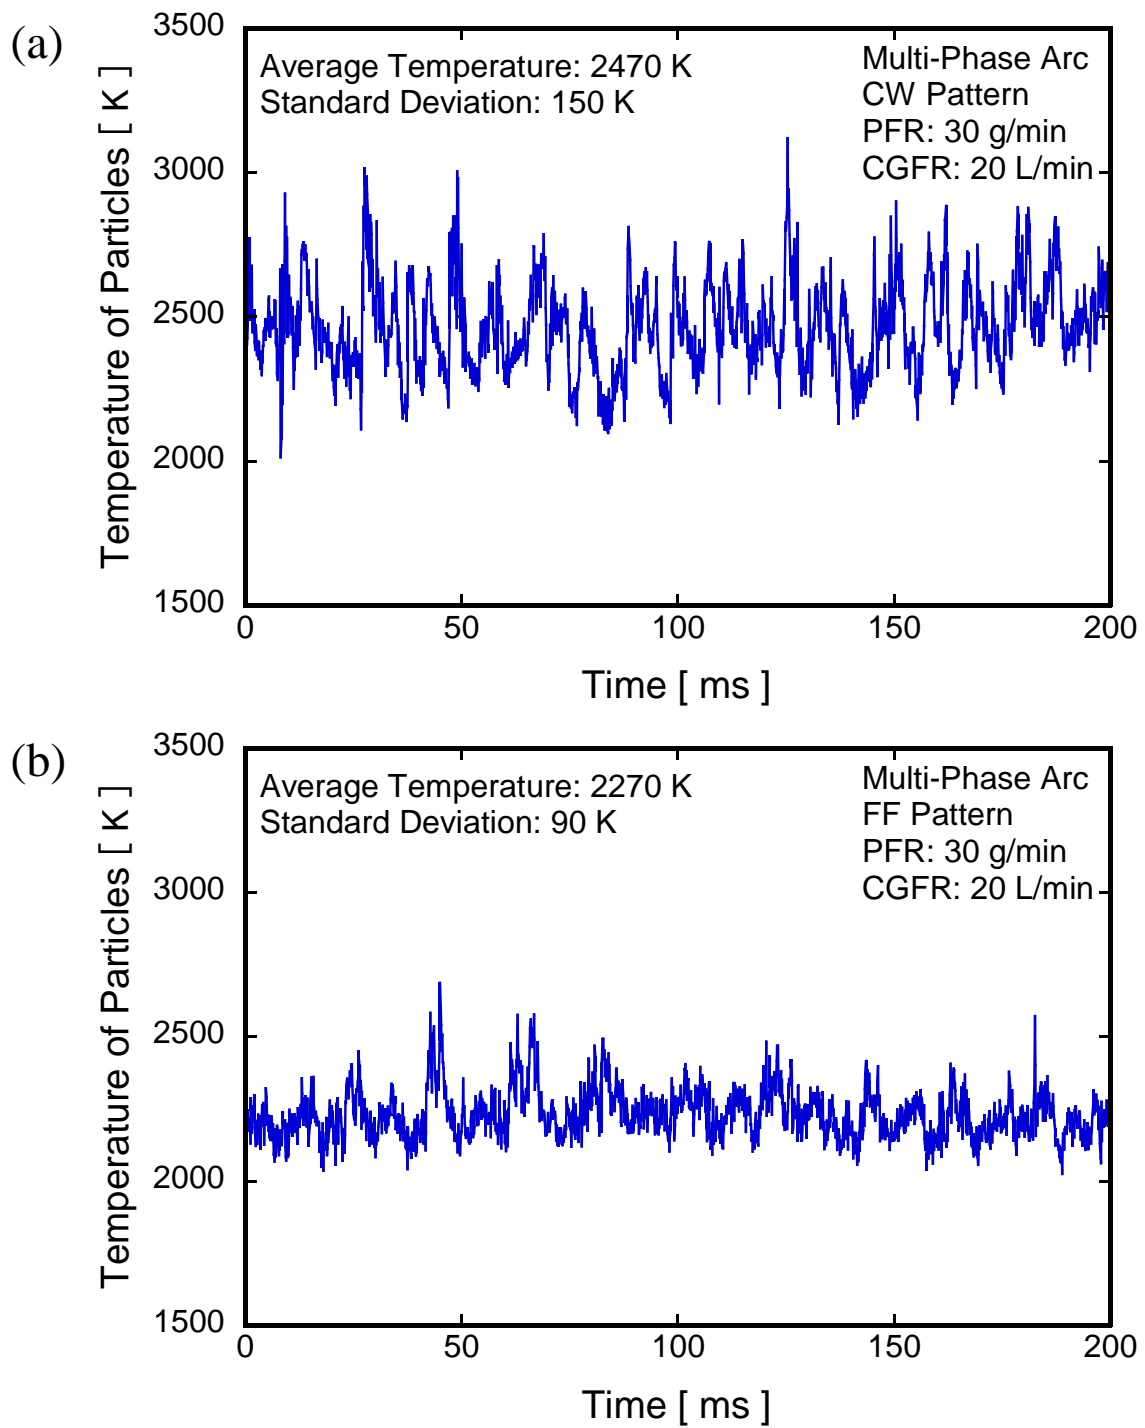 (a)
3500
3000
2500
2000
1500
Temperature of Particles [ K ]
Average Temperature: 2470 K
Standard Deviation: 150 K
Multi-Phase Arc
CW Pattern
PFR: 30 g/min
CGFR: 20 L/min
0 50 100 150 200
Time [ ms ]
(b)
3500
3000
2500
2000
1500
Temperature of Particles [ K ]
Average Temperature: 2270 K
Standard Deviation: 90 K
Multi-Phase Arc
FF Pattern
PFR: 30 g/min
CGFR: 20 L/min
0 50 100 150 200
Time [ ms ]